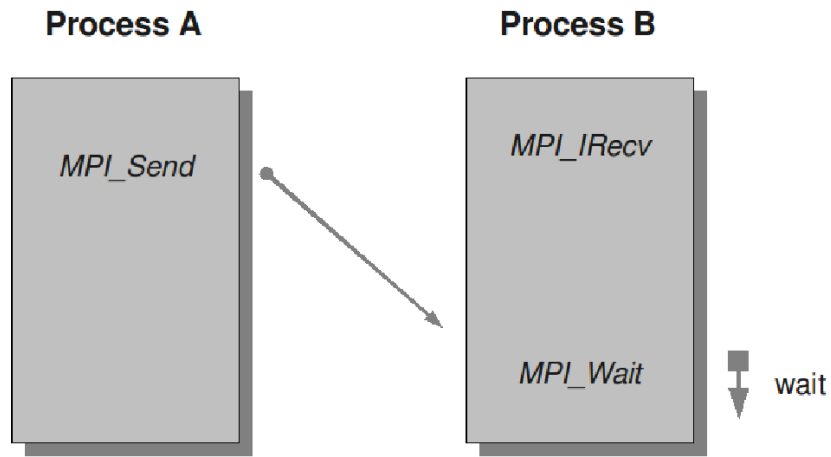 Process A
Process B
MPI_Send
MPI_IRecv
MPI_Wait
wait